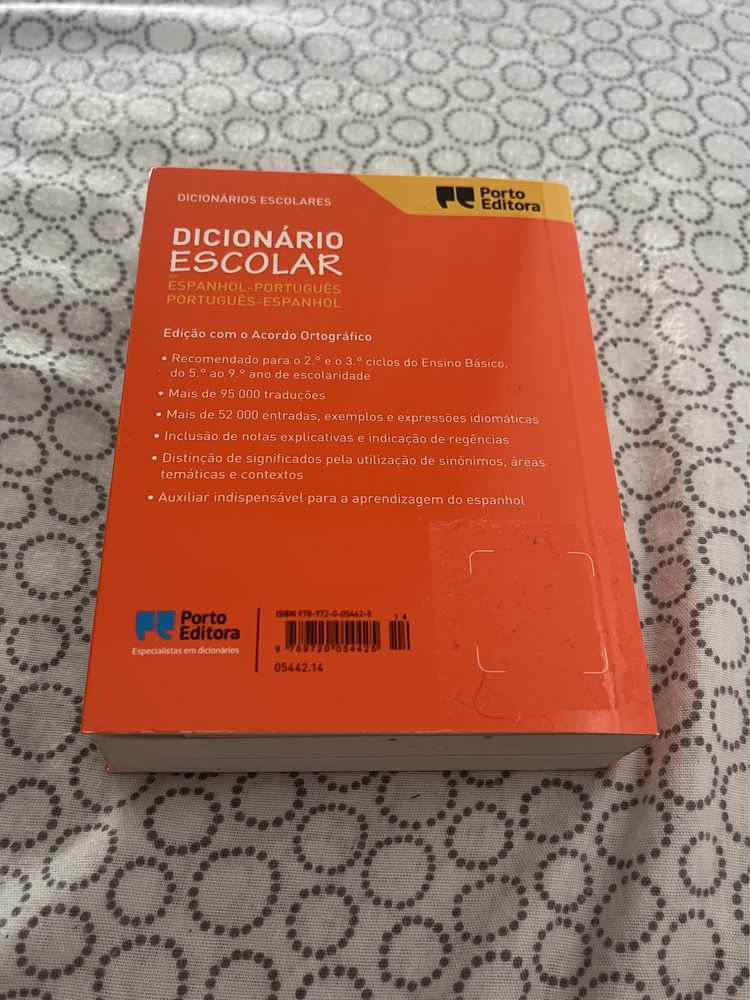 DICIONÁRIOS ESCOLARES
Porto
Editora
DICIONÁRIO
ESCOLAR
de
ESPANHOL-PORTUGUÊS
PORTUGUÊS-ESPANHOL
Edição com o Acordo Ortográfico
• Recomendado para o 2.º e o 3.º ciclos do Ensino Básico,
do 5.º ao 9.º ano de escolaridade
• Mais de 95 000 traduções
• Mais de 52 000 entradas, exemplos e expressões idiomáticas
• Inclusão de notas explicativas e indicação de regências
• Distinção de significados pela utilização de sinónimos, áreas
temáticas e contextos
• Auxiliar indispensável para a aprendizagem do espanhol
Porto
Editora
Especialistas em dicionários
ISBN 978-972-0-05442-5
14
9 789720 054425
05442.14